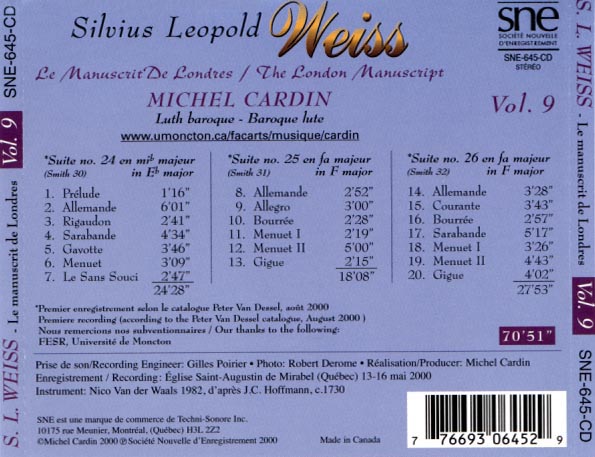 Silvius Leopold Weiss
sne
SOCIÉTÉ NOUVELLE
D'ENREGISTREMENT
SNE-645-CD
STÉRÉO
Le Manuscrit De Londres / The London Manuscript
MICHEL CARDIN
Vol. 9
Luth baroque - Baroque lute
www.umoncton.ca/facarts/musique/cardin
*Suite no. 24 en mi♭ majeur
(Smith 30) in E♭ major
1. Prélude 1'16"
2. Allemande 6'01"
3. Rigaudon 2'41"
4. Sarabande 4'34"
5. Gavotte 3'46"
6. Menuet 3'09"
7. Le Sans Souci 2'47"
24'28"
*Suite no. 25 en fa majeur
(Smith 31) in F major
8. Allemande 2'52"
9. Allegro 3'00"
10. Bourrée 2'28"
11. Menuet I 2'19"
12. Menuet II 5'00"
13. Gigue 2'15"
18'08"
*Suite no. 26 en fa majeur
(Smith 32) in F major
14. Allemande 3'28"
15. Courante 3'43"
16. Bourrée 2'57"
17. Sarabande 5'17"
18. Menuet I 3'26"
19. Menuet II 4'43"
20. Gigue 4'02"
27'53"
*Premier enregistrement selon le catalogue Peter Van Dessel, août 2000
Premiere recording (according to the Peter Van Dessel catalogue, August 2000 )
Nous remercions nos subventionnaires / Our thanks to the following:
FESR, Université de Moncton
70'51"
Prise de son/Recording Engineer: Gilles Poirier • Photo: Robert Derome • Réalisation/Producer: Michel Cardin
Enregistrement / Recording: Église Saint-Augustin de Mirabel (Québec) 13-16 mai 2000
Instrument: Nico Van der Waals 1982, d'après J.C. Hoffmann, c.1730
SNE est une marque de commerce de Techni-Sonore Inc.
10175 rue Meunier, Montréal, (Québec) H3L 2Z2
©Michel Cardin 2000 ℗Société Nouvelle d'Enregistrement 2000
Made in Canada
7 76693 06452 9
S. L. WEISS - Le manuscrit de Londres Vol. 9 SNE-645-CD
S. L. WEISS - Le manuscrit de Londres Vol. 9 SNE-645-CD